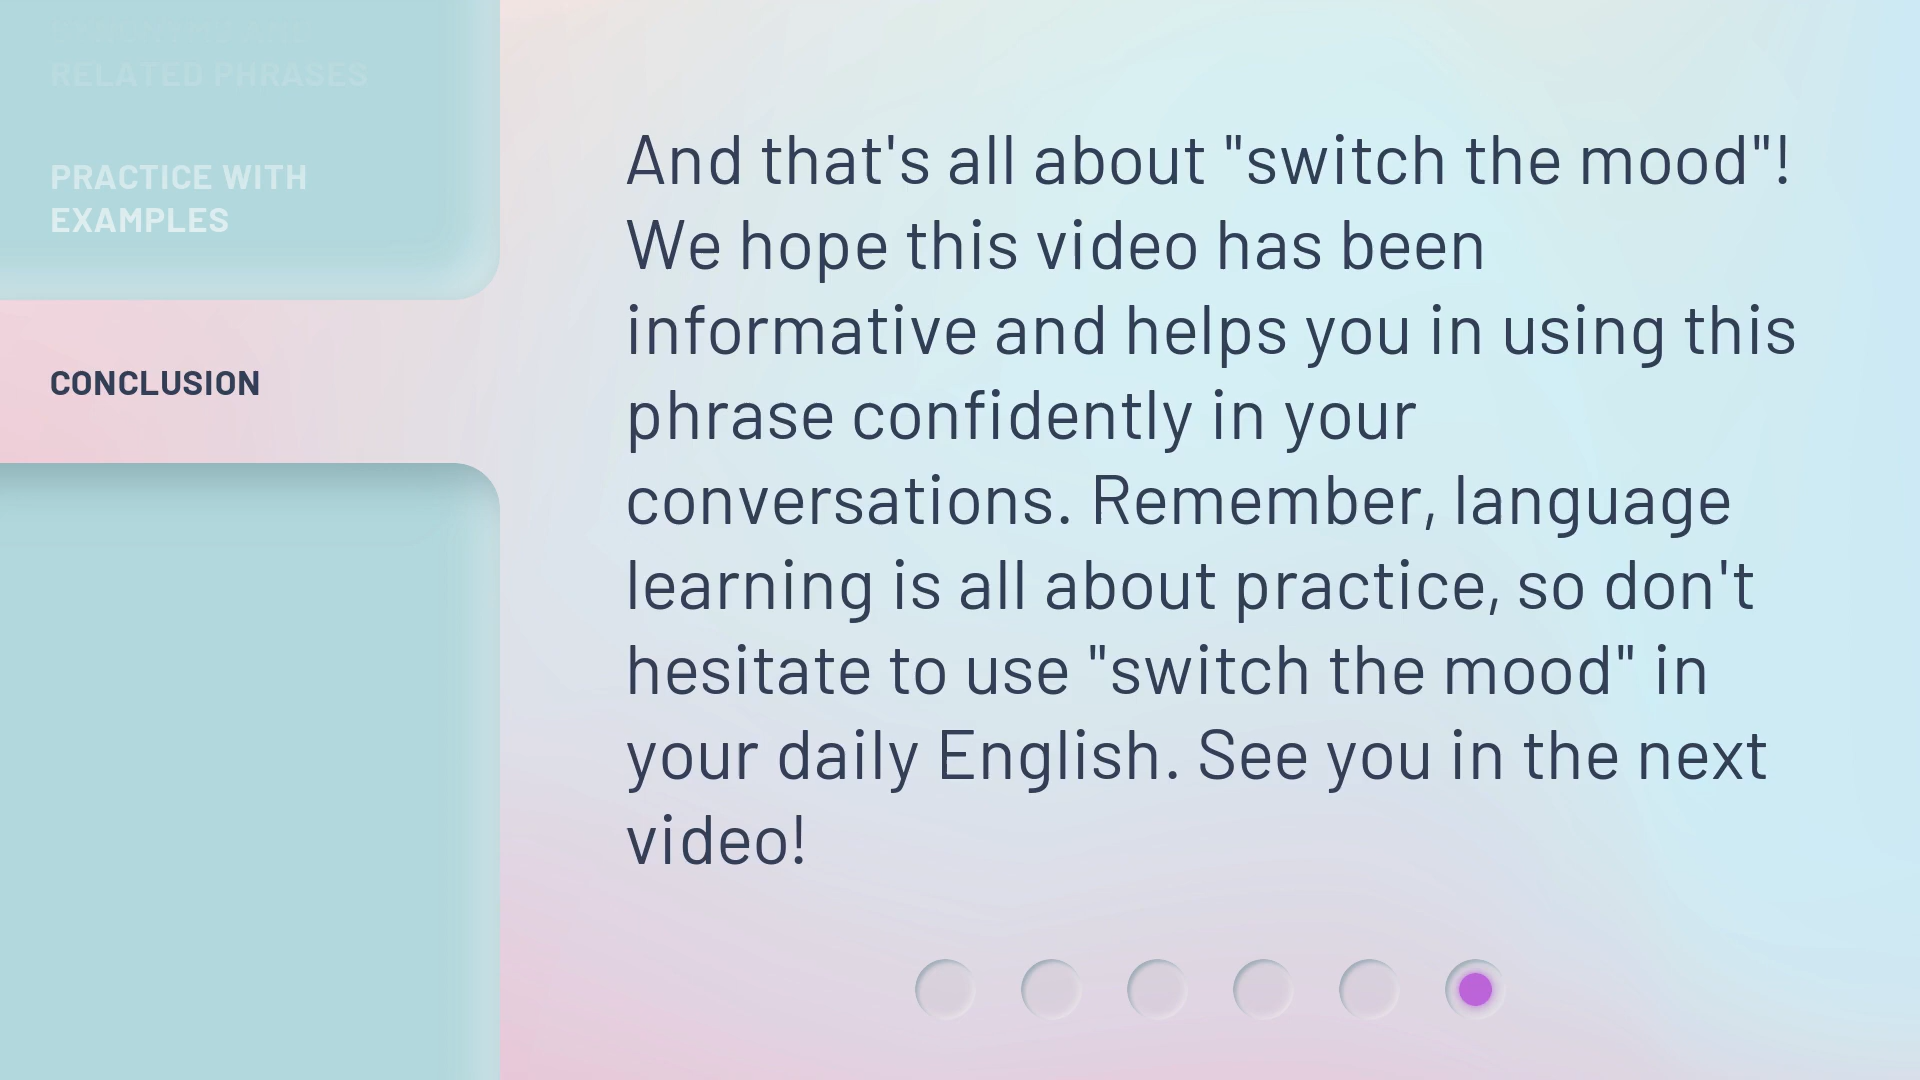 RELATED PHRASES
PRACTICE WITH
EXAMPLES
CONCLUSION
And that's all about "switch the mood"!
We hope this video has been
informative and helps you in using this
phrase confidently in your
conversations. Remember, language
learning is all about practice, so don't
hesitate to use "switch the mood" in
your daily English. See you in the next
video!